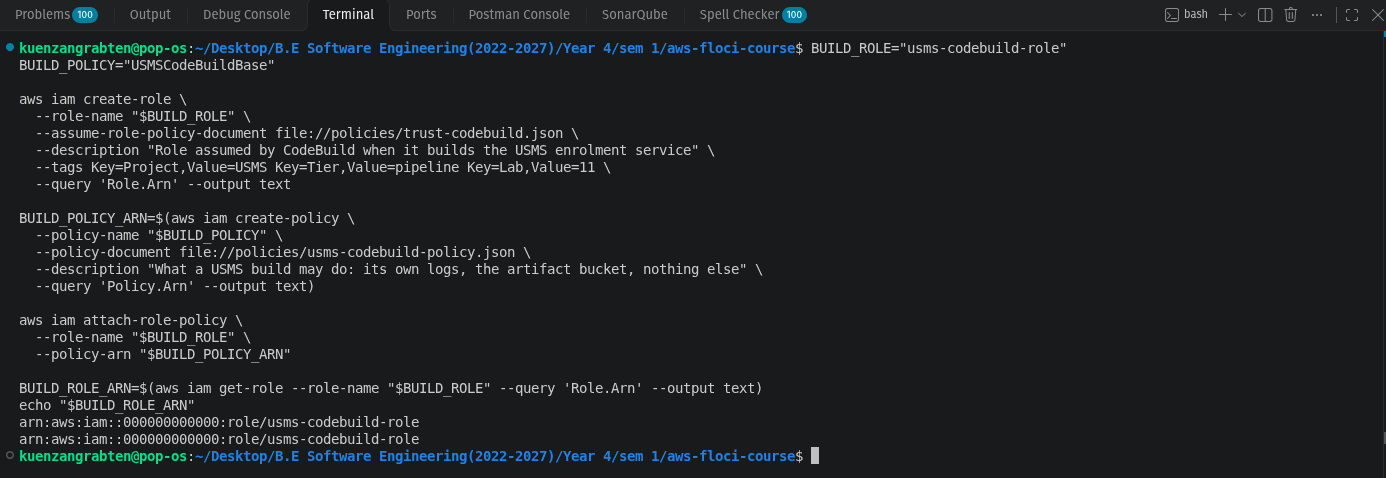 Problems 100 Output Debug Console Terminal Ports Postman Console SonarQube Spell Checker 100 bash
kuenzangrabten@pop-os:~/Desktop/B.E Software Engineering(2022-2027)/Year 4/sem 1/aws-floci-course$ BUILD_ROLE="usms-codebuild-role"
BUILD_POLICY="USMSCodeBuildBase"
aws iam create-role \
--role-name "$BUILD_ROLE" \
--assume-role-policy-document file://policies/trust-codebuild.json \
--description "Role assumed by CodeBuild when it builds the USMS enrolment service" \
--tags Key=Project,Value=USMS Key=Tier,Value=pipeline Key=Lab,Value=11 \
--query 'Role.Arn' --output text
BUILD_POLICY_ARN=$(aws iam create-policy \
--policy-name "$BUILD_POLICY" \
--policy-document file://policies/usms-codebuild-policy.json \
--description "What a USMS build may do: its own logs, the artifact bucket, nothing else" \
--query 'Policy.Arn' --output text)
aws iam attach-role-policy \
--role-name "$BUILD_ROLE" \
--policy-arn "$BUILD_POLICY_ARN"
BUILD_ROLE_ARN=$(aws iam get-role --role-name "$BUILD_ROLE" --query 'Role.Arn' --output text)
echo "$BUILD_ROLE_ARN"
arn:aws:iam::000000000000:role/usms-codebuild-role
arn:aws:iam::000000000000:role/usms-codebuild-role
kuenzangrabten@pop-os:~/Desktop/B.E Software Engineering(2022-2027)/Year 4/sem 1/aws-floci-course$